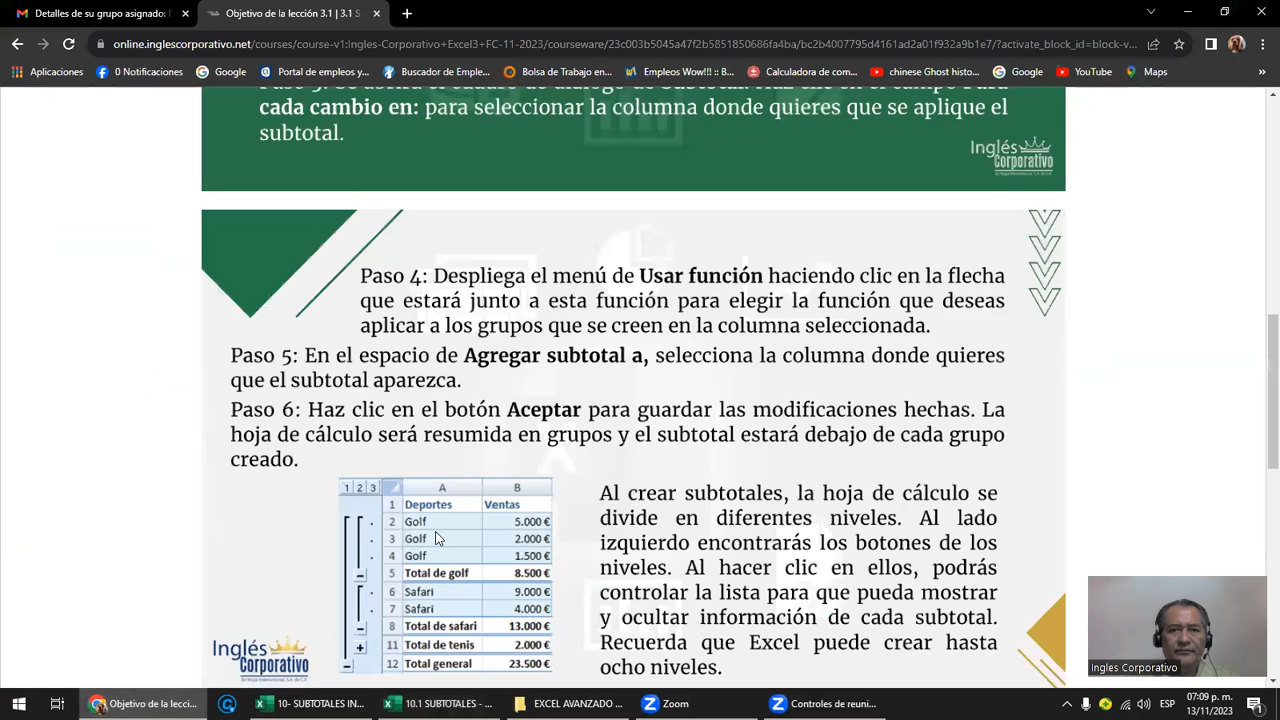 Dama su grupo asignado: D
Objetivo de la lección 3.1 | 3.1 S
online.inglescorporativo.net/courses/course-v1:Ingles-Corporativo+Excel3+FC-11-2023/courseware/23c003b5045a47f2b5851850686fa4ba/bc2b4007795d4161ad2a01f932a9b1e7/?activate_block_id=block-v...
Aplicaciones
0 Notificaciones
Google
Portal de empleos y...
Buscador de Emple...
Bolsa de Trabajo en...
Empleos Wow!!! :: B...
Calculadora de com...
chinese Ghost histo...
Google
YouTube
Maps
cada cambio en: para seleccionar la columna donde quieres que se aplique el
subtotal.
Inglés
Corporativo
Paso 4: Despliega el menú de Usar función haciendo clic en la flecha
que estará junto a esta función para elegir la función que deseas
aplicar a los grupos que se creen en la columna seleccionada.
Paso 5: En el espacio de Agregar subtotal a, selecciona la columna donde quieres
que el subtotal aparezca.
Paso 6: Haz clic en el botón Aceptar para guardar las modificaciones hechas. La
hoja de cálculo será resumida en grupos y el subtotal estará debajo de cada grupo
creado.
1 2 3 A B
1 Deportes Ventas
2 Golf 5.000 €
3 Golf 2.000 €
4 Golf 1.500 €
5 Total de golf 8.500 €
6 Safari 9.000 €
7 Safari 4.000 €
8 Total de safari 13.000 €
11 Total de tenis 2.000 €
12 Total general 23.500 €
Al crear subtotales, la hoja de cálculo se
divide en diferentes niveles. Al lado
izquierdo encontrarás los botones de los
niveles. Al hacer clic en ellos, podrás
controlar la lista para que pueda mostrar
y ocultar información de cada subtotal.
Recuerda que Excel puede crear hasta
ocho niveles.
Inglés
Corporativo
Ingles Corporativo
Objetivo de la lecci...
10- SUBTOTALES IN...
10.1 SUBTOTALES - ...
EXCEL AVANZADO ...
Zoom
Controles de reuni...
ESP
07:09 p. m.
13/11/2023
1